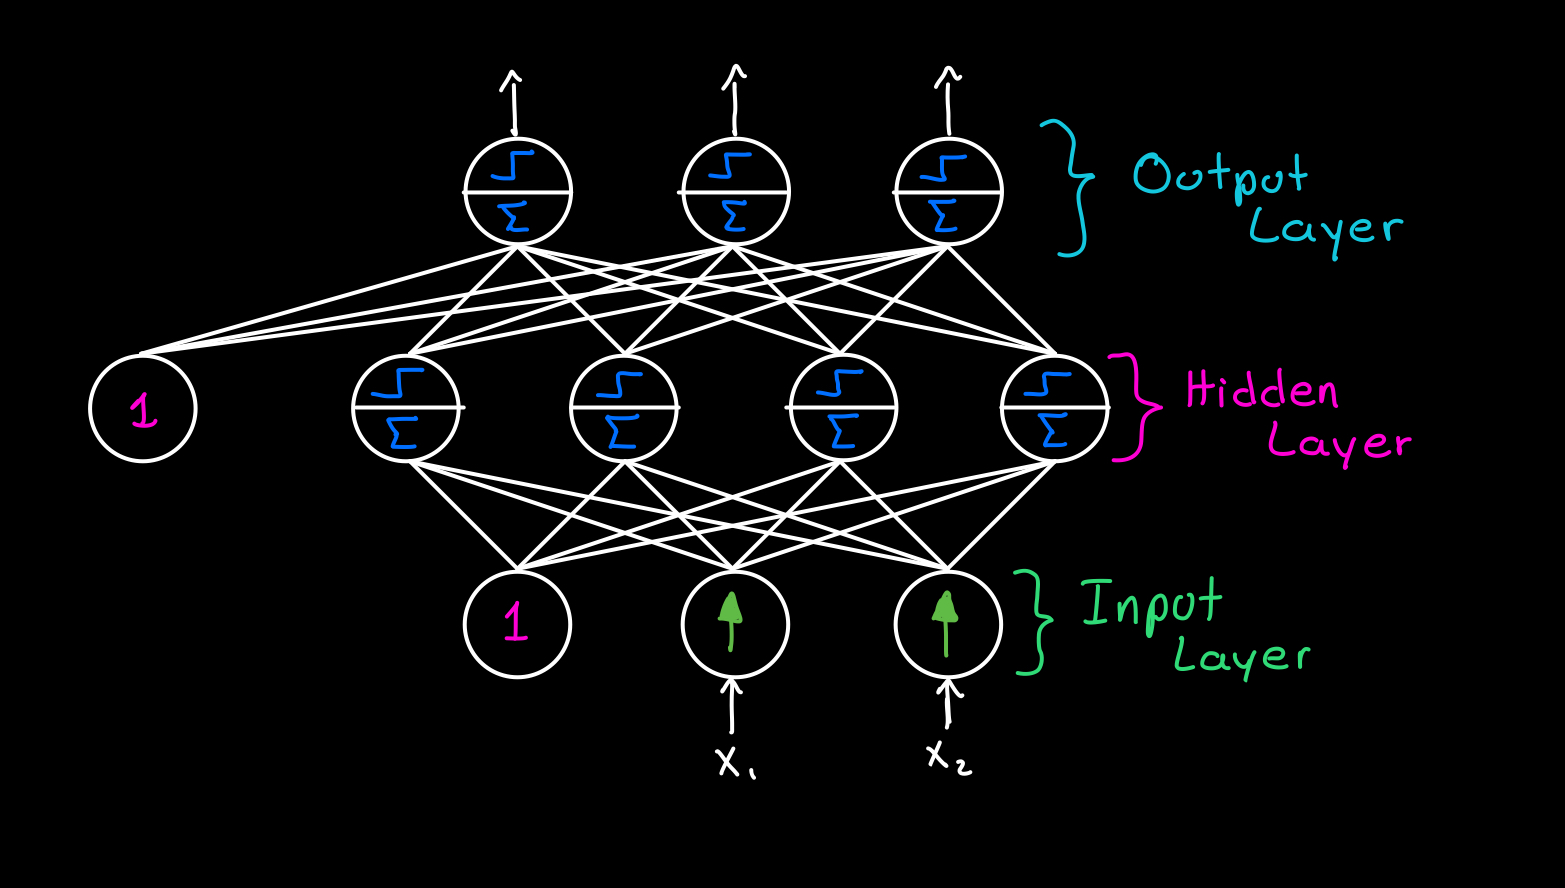 Output
Layer
Σ Σ Σ
1 Σ Σ Σ Σ
Hidden
Layer
1
Input
Layer
x₁ x₂